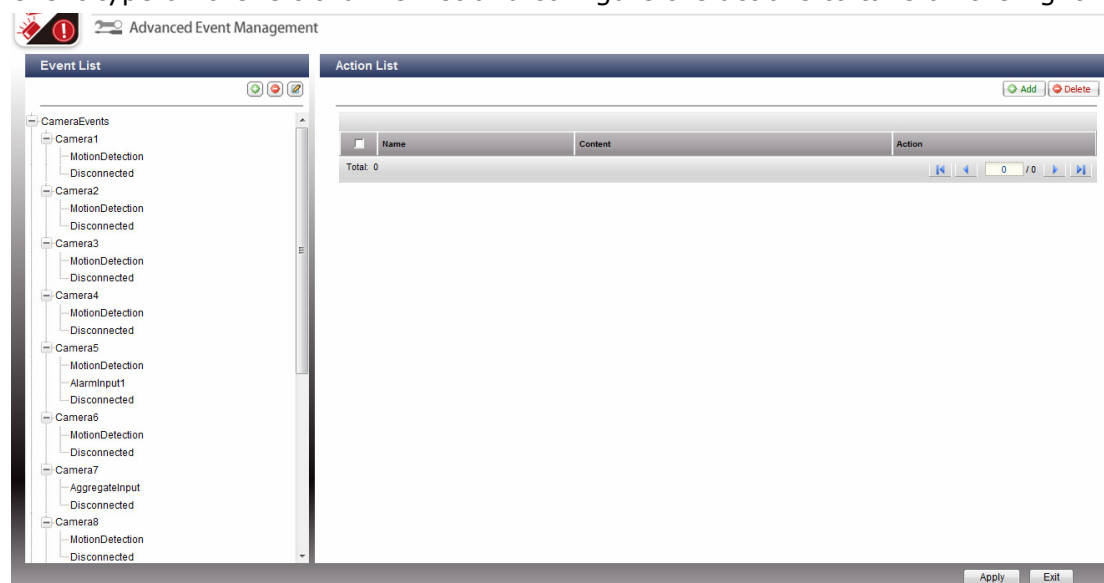 Advanced Event Management
Event List
CameraEvents
Camera1
MotionDetection
Disconnected
Camera2
MotionDetection
Disconnected
Camera3
MotionDetection
Disconnected
Camera4
MotionDetection
Disconnected
Camera5
MotionDetection
AlarmInput1
Disconnected
Camera6
MotionDetection
Disconnected
Camera7
AggregateInput
Disconnected
Camera8
MotionDetection
Disconnected
Action List
Add Delete
Name Content Action
Total: 0 0 / 0
Apply Exit